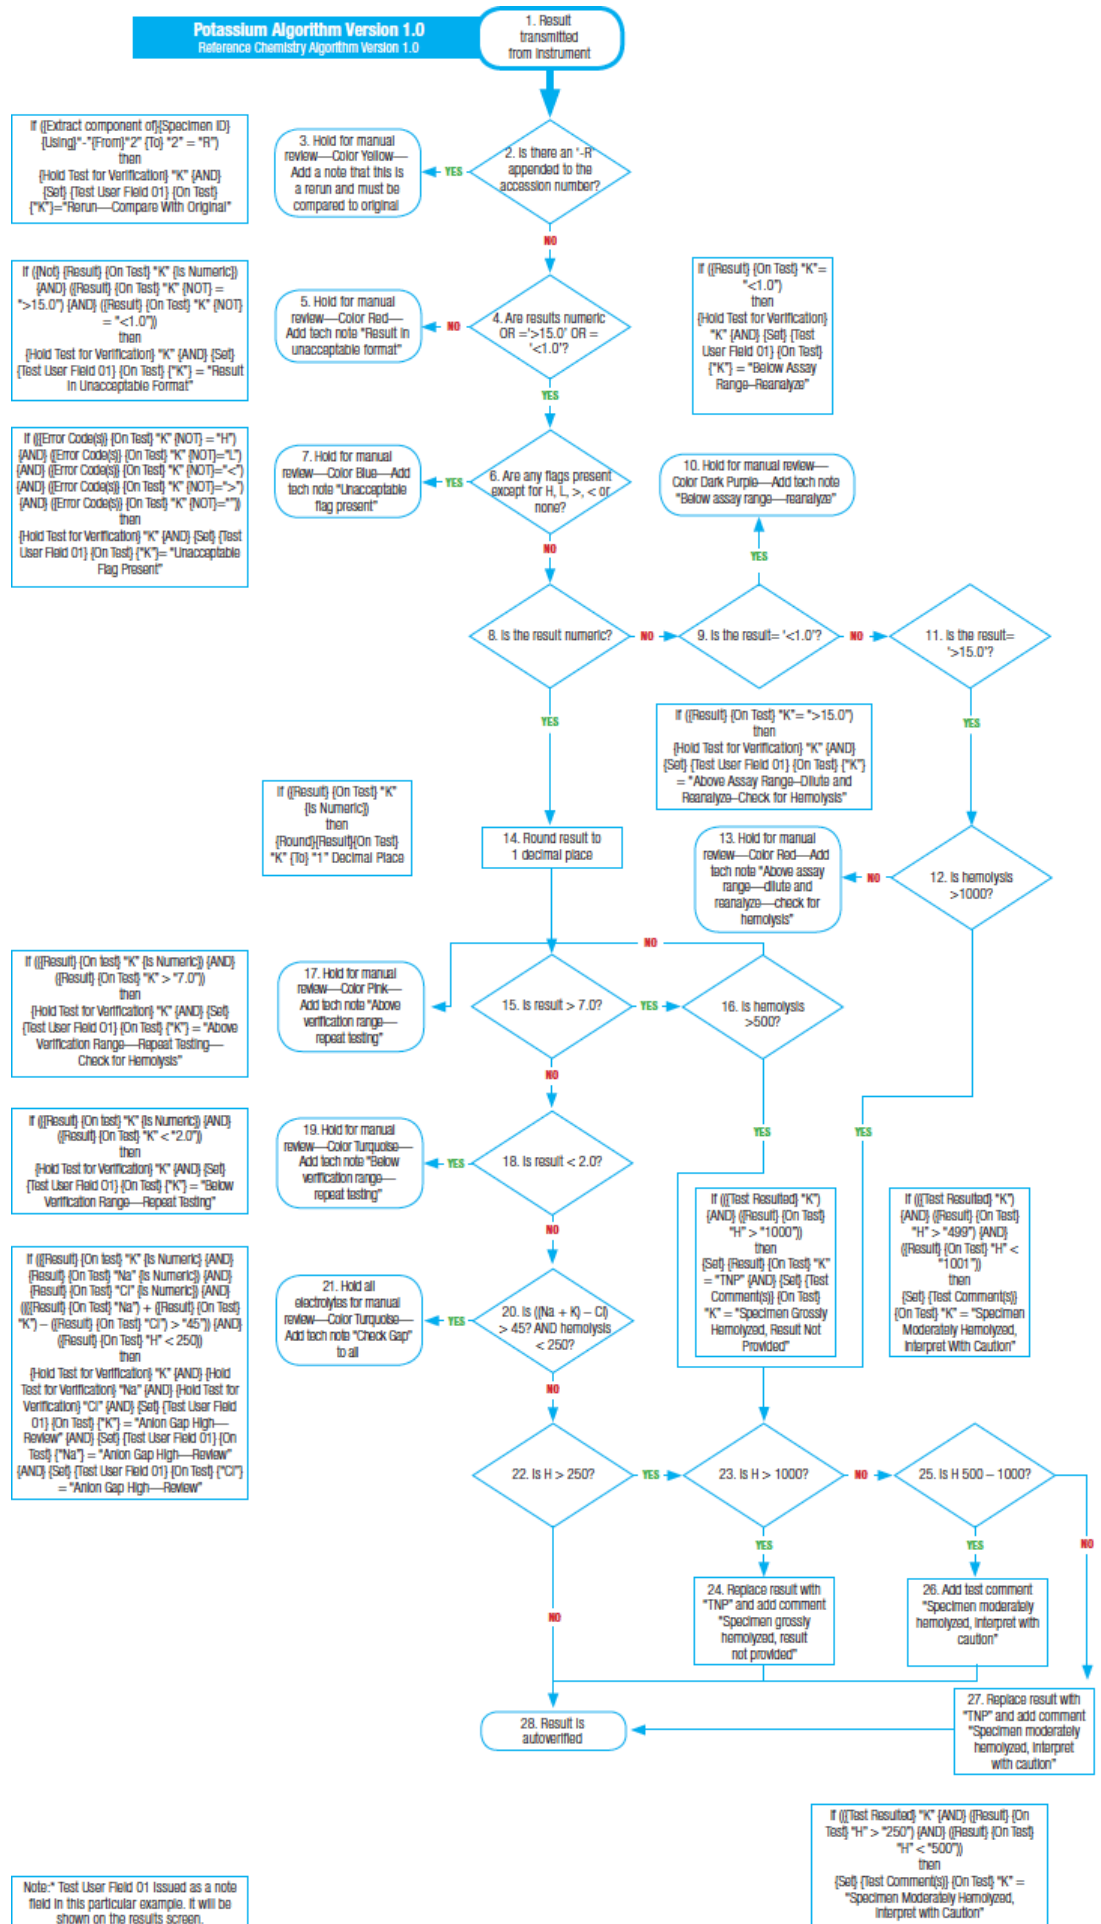 Potassium Algorithm Version 1.0
Reference Chemistry Algorithm Version 1.0
1. Result
transmitted
from instrument
If ({Extract component of}{Specimen ID}
{Using}"-"{From}"2" {To} "2" = "R")
then
{Hold Test for Verification} "K" {AND}
{Set} {Test User Field 01} {On Test}
{"K"}="Rerun—Compare With Original"
3. Hold for manual
review—Color Yellow—
Add a note that this is
a rerun and must be
compared to original
YES
2. Is there an "-R"
appended to the
accession number?
NO
If ({Not} {Result} {On Test} "K" {Is Numeric})
{AND} ({Result} {On Test} "K" {NOT} =
">15.0") {AND} ({Result} {On Test} "K" {NOT}
= "<1.0"))
then
{Hold Test for Verification} "K" {AND} {Set}
{Test User Field 01} {On Test} {"K"} = "Result
in Unacceptable Format"
5. Hold for manual
review—Color Red—
Add tech note "Result in
unacceptable format"
NO
4. Are results numeric
OR ='>15.0' OR =
'<1.0'?
YES
If ({Result} {On Test} "K"=
"<1.0")
then
{Hold Test for Verification}
"K" {AND} {Set} {Test
User Field 01} {On Test}
{"K"} = "Below Assay
Range–Reanalyze"
If (({Error Code(s)} {On Test} "K" {NOT} = "H")
{AND} ({Error Code(s)} {On Test} "K" {NOT}="L")
{AND} ({Error Code(s)} {On Test} "K" {NOT}="<")
{AND} ({Error Code(s)} {On Test} "K" {NOT}=">")
{AND} ({Error Code(s)} {On Test} "K" {NOT}=""))
then
{Hold Test for Verification} "K" {AND} {Set} {Test
User Field 01} {On Test} {"K"}= "Unacceptable
Flag Present"
7. Hold for manual
review—Color Blue—Add
tech note "Unacceptable
flag present"
YES
6. Are any flags present
except for H, L, >, < or
none?
NO
10. Hold for manual review—
Color Dark Purple—Add tech note
"Below assay range—reanalyze"
YES
8. Is the result numeric?
NO
9. Is the result= '<1.0'?
NO
11. Is the result=
'>15.0'?
YES
YES
If ({Result} {On Test} "K"= ">15.0")
then
{Hold Test for Verification} "K" {AND}
{Set} {Test User Field 01} {On Test} {"K"}
= "Above Assay Range–Dilute and
Reanalyze–Check for Hemolysis"
If ({Result} {On Test} "K"
{Is Numeric})
then
{Round}{Result}{On Test}
"K" {To} "1" Decimal Place
14. Round result to
1 decimal place
13. Hold for manual
review—Color Red—Add
tech note "Above assay
range—dilute and
reanalyze—check for
hemolysis"
NO
12. Is hemolysis
>1000?
NO
If (({Result} {On test} "K" {Is Numeric}) {AND}
({Result} {On Test} "K" > "7.0"))
then
{Hold Test for Verification} "K" {AND} {Set}
{Test User Field 01} {On Test} {"K"} = "Above
Verification Range—Repeat Testing—
Check for Hemolysis"
17. Hold for manual
review—Color Pink—
Add tech note "Above
verification range—
repeat testing"
15. Is result > 7.0?
YES
16. Is hemolysis
>500?
NO
If (({Result} {On test} "K" {Is Numeric}) {AND}
({Result} {On Test} "K" < "2.0"))
then
{Hold Test for Verification} "K" {AND} {Set}
{Test User Field 01} {On Test} {"K"} = "Below
Verification Range—Repeat Testing"
19. Hold for manual
review—Color Turquoise—
Add tech note "Below
verification range—
repeat testing"
YES
18. Is result < 2.0?
YES
YES
NO
If (({Test Resulted} "K")
{AND} ({Result} {On Test}
"H" > "1000"))
then
{Set} {Result} {On Test} "K"
= "TNP" {AND} {Set} {Test
Comment(s)} {On Test}
"K" = "Specimen Grossly
Hemolyzed, Result Not
Provided"
If (({Test Resulted} "K")
{AND} ({Result} {On Test}
"H" > "499") {AND}
({Result} {On Test} "H" <
"1001"))
then
{Set} {Test Comment(s)}
{On Test} "K" = "Specimen
Moderately Hemolyzed,
Interpret With Caution"
If (({Result} {On test} "K" {Is Numeric} {AND}
{Result} {On Test} "Na" {Is Numeric}) {AND}
{Result} {On Test} "Cl" {Is Numeric}) {AND}
((({Result} {On Test} "Na") + ({Result} {On Test}
"K") – ({Result} {On Test} "Cl") > "45")) {AND}
({Result} {On Test} "H" < 250))
then
{Hold Test for Verification} "K" {AND} {Hold
Test for Verification} "Na" {AND} {Hold Test for
Verification} "Cl" {AND} {Set} {Test User Field
01} {On Test} {"K"} = "Anion Gap High—
Review" {AND} {Set} {Test User Field 01} {On
Test} {"Na"} = "Anion Gap High—Review"
{AND} {Set} {Test User Field 01} {On Test} {"Cl"}
= "Anion Gap High—Review"
21. Hold all
electrolytes for manual
review—Color Turquoise—
Add tech note "Check Gap"
to all
YES
20. Is ((Na + K) – Cl)
> 45? AND hemolysis
< 250?
NO
22. Is H > 250?
YES
23. Is H > 1000?
NO
25. Is H 500 – 1000?
YES
YES
NO
NO
24. Replace result with
"TNP" and add comment
"Specimen grossly
hemolyzed, result
not provided"
26. Add test comment
"Specimen moderately
hemolyzed, interpret with
caution"
28. Result is
autoverified
27. Replace result with
"TNP" and add comment
"Specimen moderately
hemolyzed, interpret
with caution"
If (({Test Resulted} "K" {AND} ({Result} {On
Test} "H" > "250") {AND} ({Result} {On Test}
"H" < "500"))
then
{Set} {Test Comment(s)} {On Test} "K" =
"Specimen Moderately Hemolyzed,
Interpret with Caution"
Note:* Test User Field 01 Issued as a note
field in this particular example. It will be
shown on the results screen.